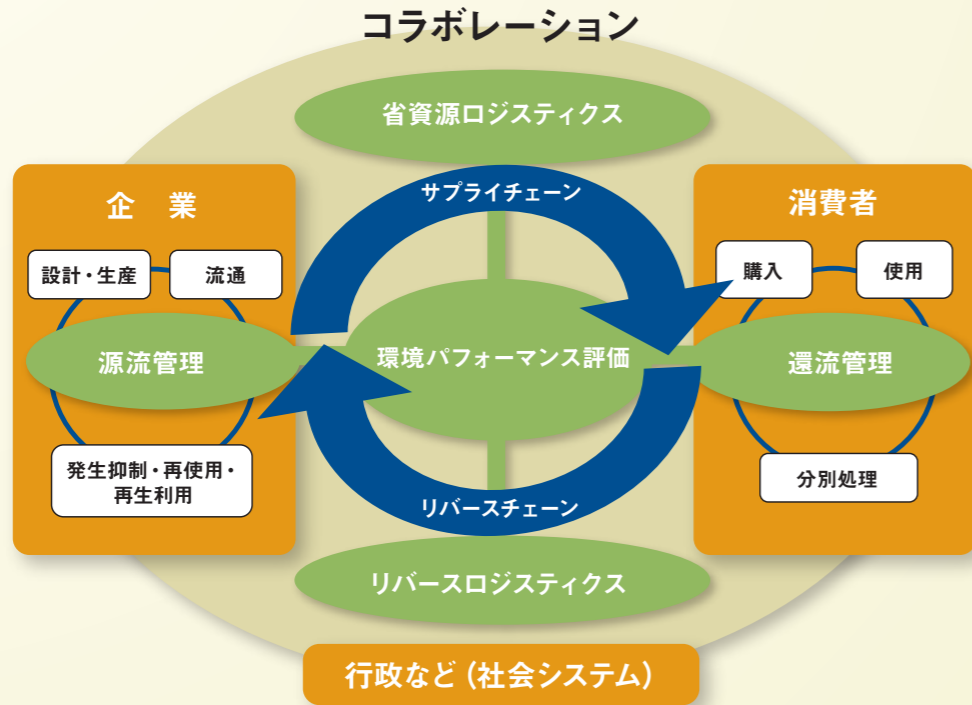 コラボレーション
省資源ロジスティクス
サプライチェーン
企　業
設計・生産
流通
源流管理
発生抑制・再使用・
再生利用
環境パフォーマンス評価
消費者
購入
使用
還流管理
分別処理
リバースチェーン
リバースロジスティクス
行政など（社会システム）